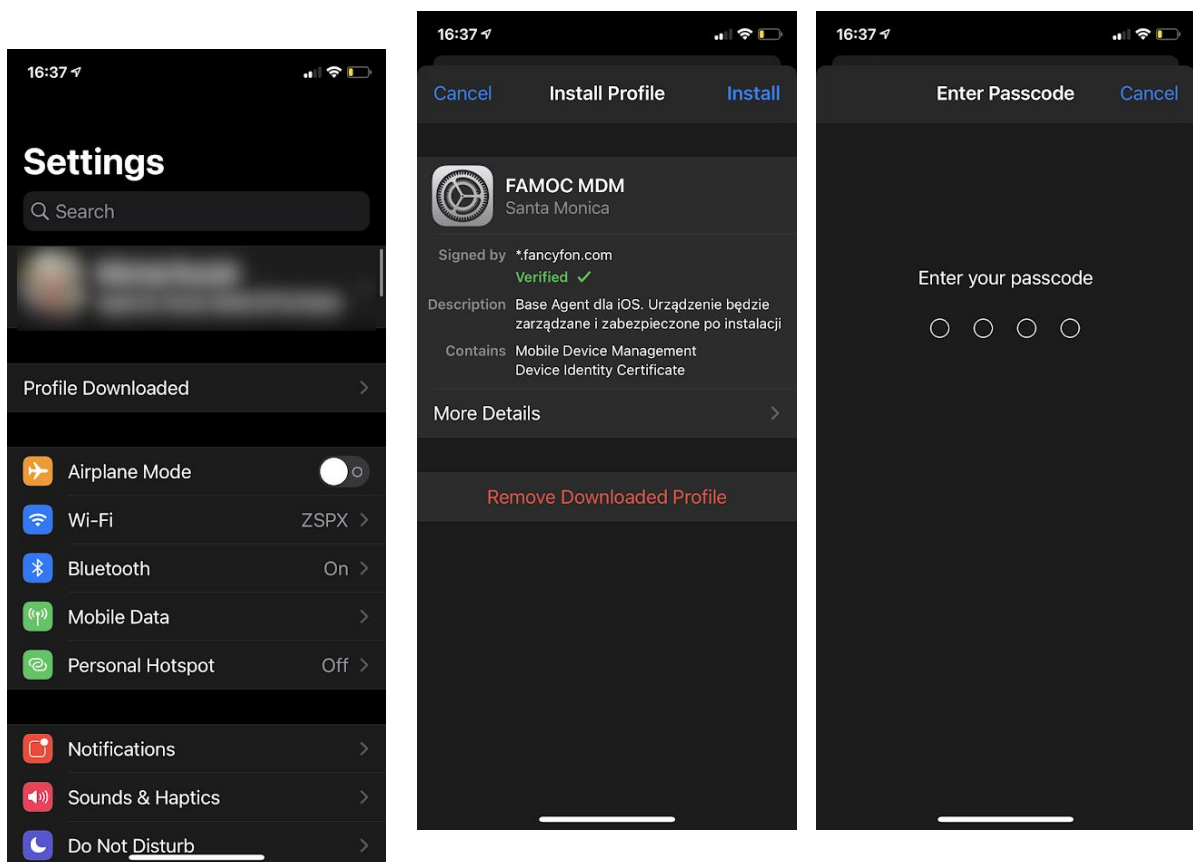 16:37
Settings
Search
Profile Downloaded
Airplane Mode
Wi-Fi ZSPX
Bluetooth On
Mobile Data
Personal Hotspot Off
Notifications
Sounds & Haptics
Do Not Disturb
16:37
Cancel Install Profile Install
FAMOC MDM
Santa Monica
Signed by *.fancyfon.com
Verified ✓
Description Base Agent dla iOS. Urządzenie będzie
zarządzane i zabezpieczone po instalacji
Contains Mobile Device Management
Device Identity Certificate
More Details
Remove Downloaded Profile
16:37
Enter Passcode Cancel
Enter your passcode